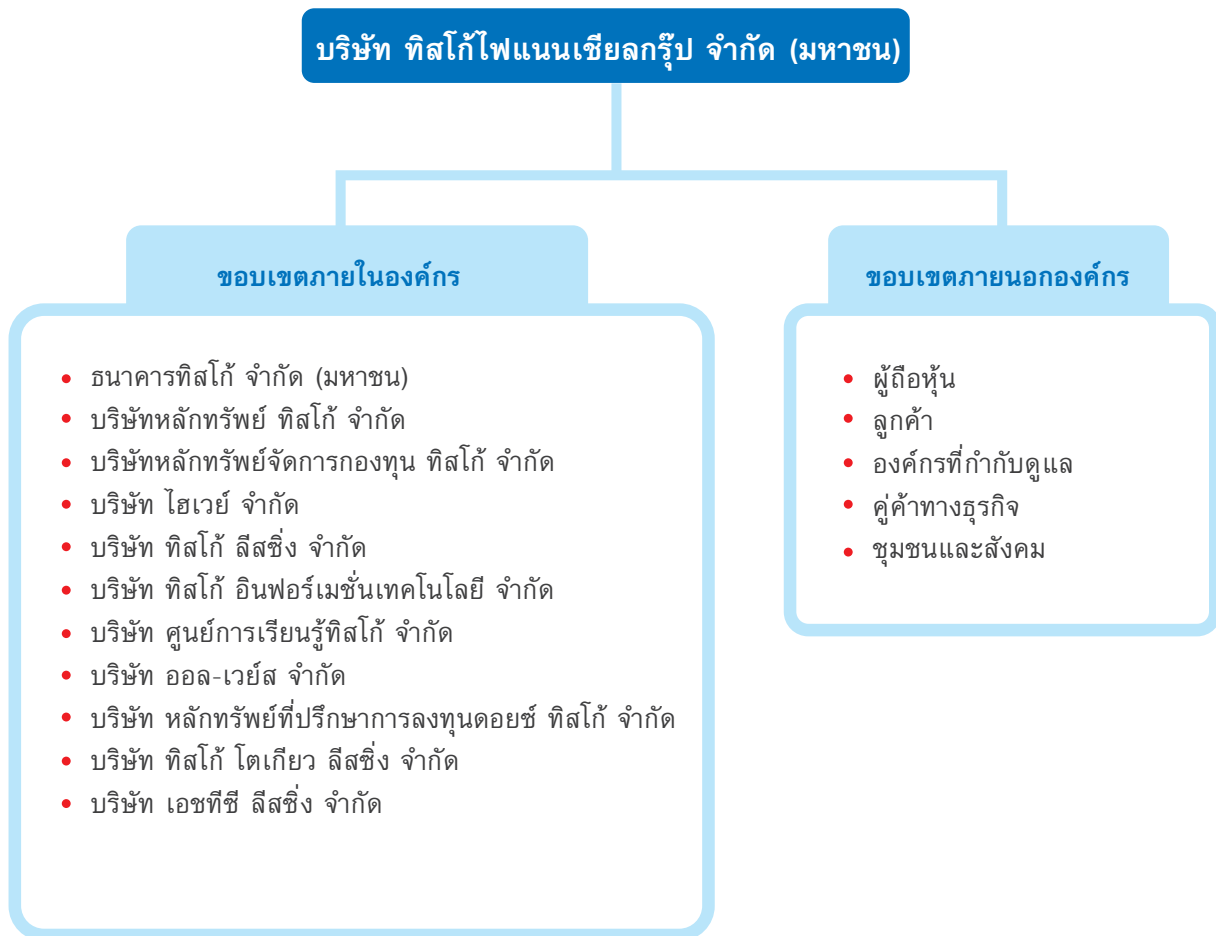 บริษัท ทิสโก้ไฟแนนเชียลกรุ๊ป จำกัด (มหาชน)
ขอบเขตภายในองค์กร
ธนาคารทิสโก้ จำกัด (มหาชน)
บริษัทหลักทรัพย์ ทิสโก้ จำกัด
บริษัทหลักทรัพย์จัดการกองทุน ทิสโก้ จำกัด
บริษัท ไฮเวย์ จำกัด
บริษัท ทิสโก้ ลีสซิ่ง จำกัด
บริษัท ทิสโก้ อินฟอร์เมชั่นเทคโนโลยี จำกัด
บริษัท ศูนย์การเรียนรู้ทิสโก้ จำกัด
บริษัท ออล-เวย์ส จำกัด
บริษัท หลักทรัพย์ที่ปรึกษาการลงทุนดอยซ์ ทิสโก้ จำกัด
บริษัท ทิสโก้ โตเกียว ลีสซิ่ง จำกัด
บริษัท เอชทีซี ลีสซิ่ง จำกัด
ขอบเขตภายนอกองค์กร
ผู้ถือหุ้น
ลูกค้า
องค์กรที่กำกับดูแล
คู่ค้าทางธุรกิจ
ชุมชนและสังคม